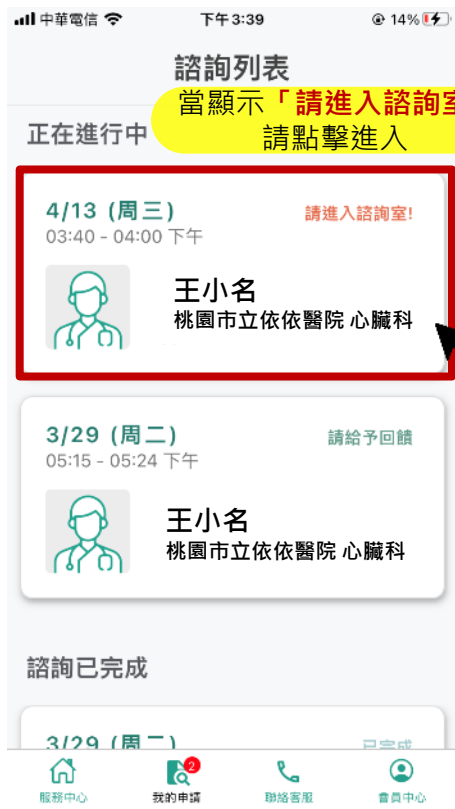 中華電信
下午3:39
14%
諮詢列表
當顯示「請進入諮詢室
請點擊進入
正在進行中
4/13 (周三)
請進入諮詢室!
03:40 - 04:00 下午
王小名
桃園市立依依醫院 心臟科
3/29 (周二)
請給予回饋
05:15 - 05:24 下午
王小名
桃園市立依依醫院 心臟科
諮詢已完成
3/29 (周二)
已完成
2
服務中心
我的申請
聯絡客服
會員中心